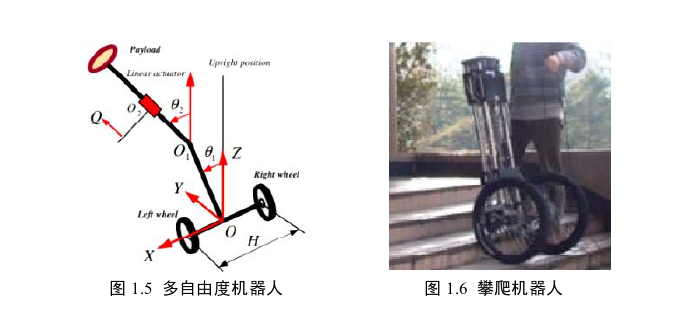 Payload
Linear actuator
Upright position
Q
O₂
θ₂
O₁
θ₁
Z
Y
Right wheel
Left wheel
O
H
X
图 1.5 多自由度机器人
图 1.6 攀爬机器人